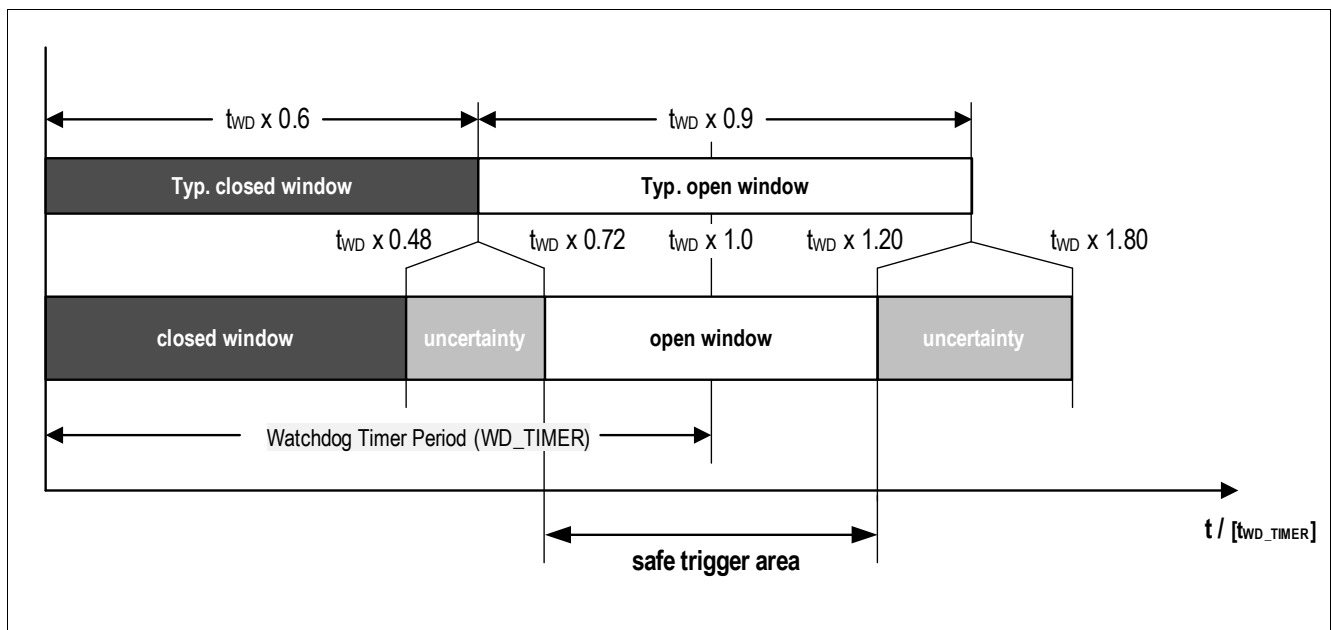 tWD x 0.6
tWD x 0.9
Typ. closed window
Typ. open window
tWD x 0.48
tWD x 0.72
tWD x 1.0
tWD x 1.20
tWD x 1.80
closed window
uncertainty
open window
uncertainty
Watchdog Timer Period (WD_TIMER)
t / [tWD_TIMER]
safe trigger area